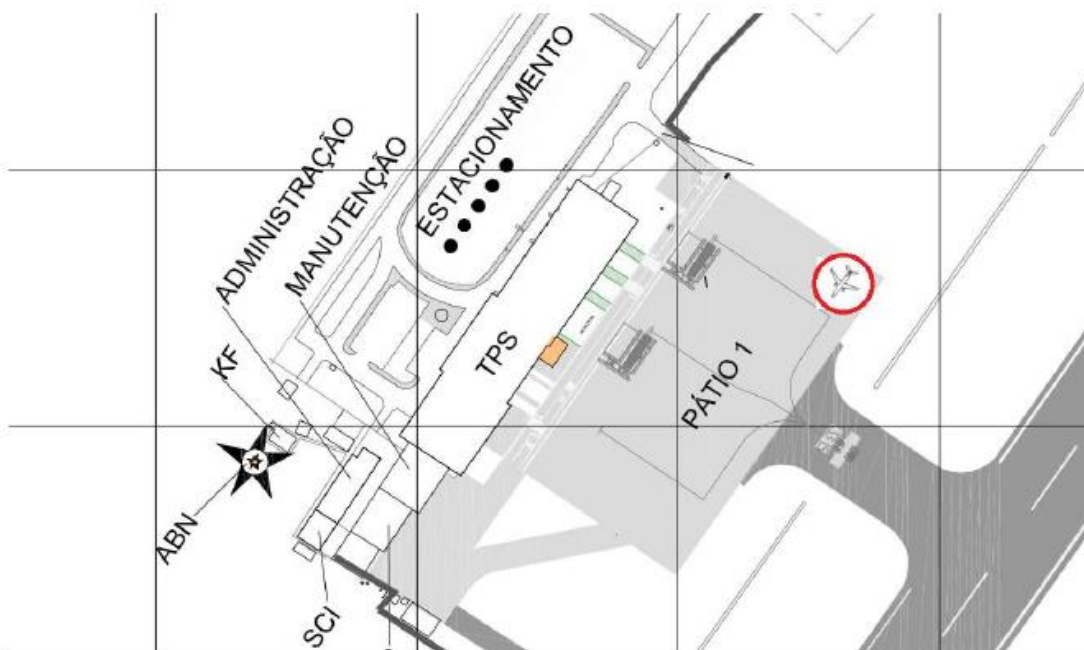 ESTACIONAMENTO
ADMINISTRAÇÃO
MANUTENÇÃO
KF
TPS
PÁTIO 1
ABN
SCI